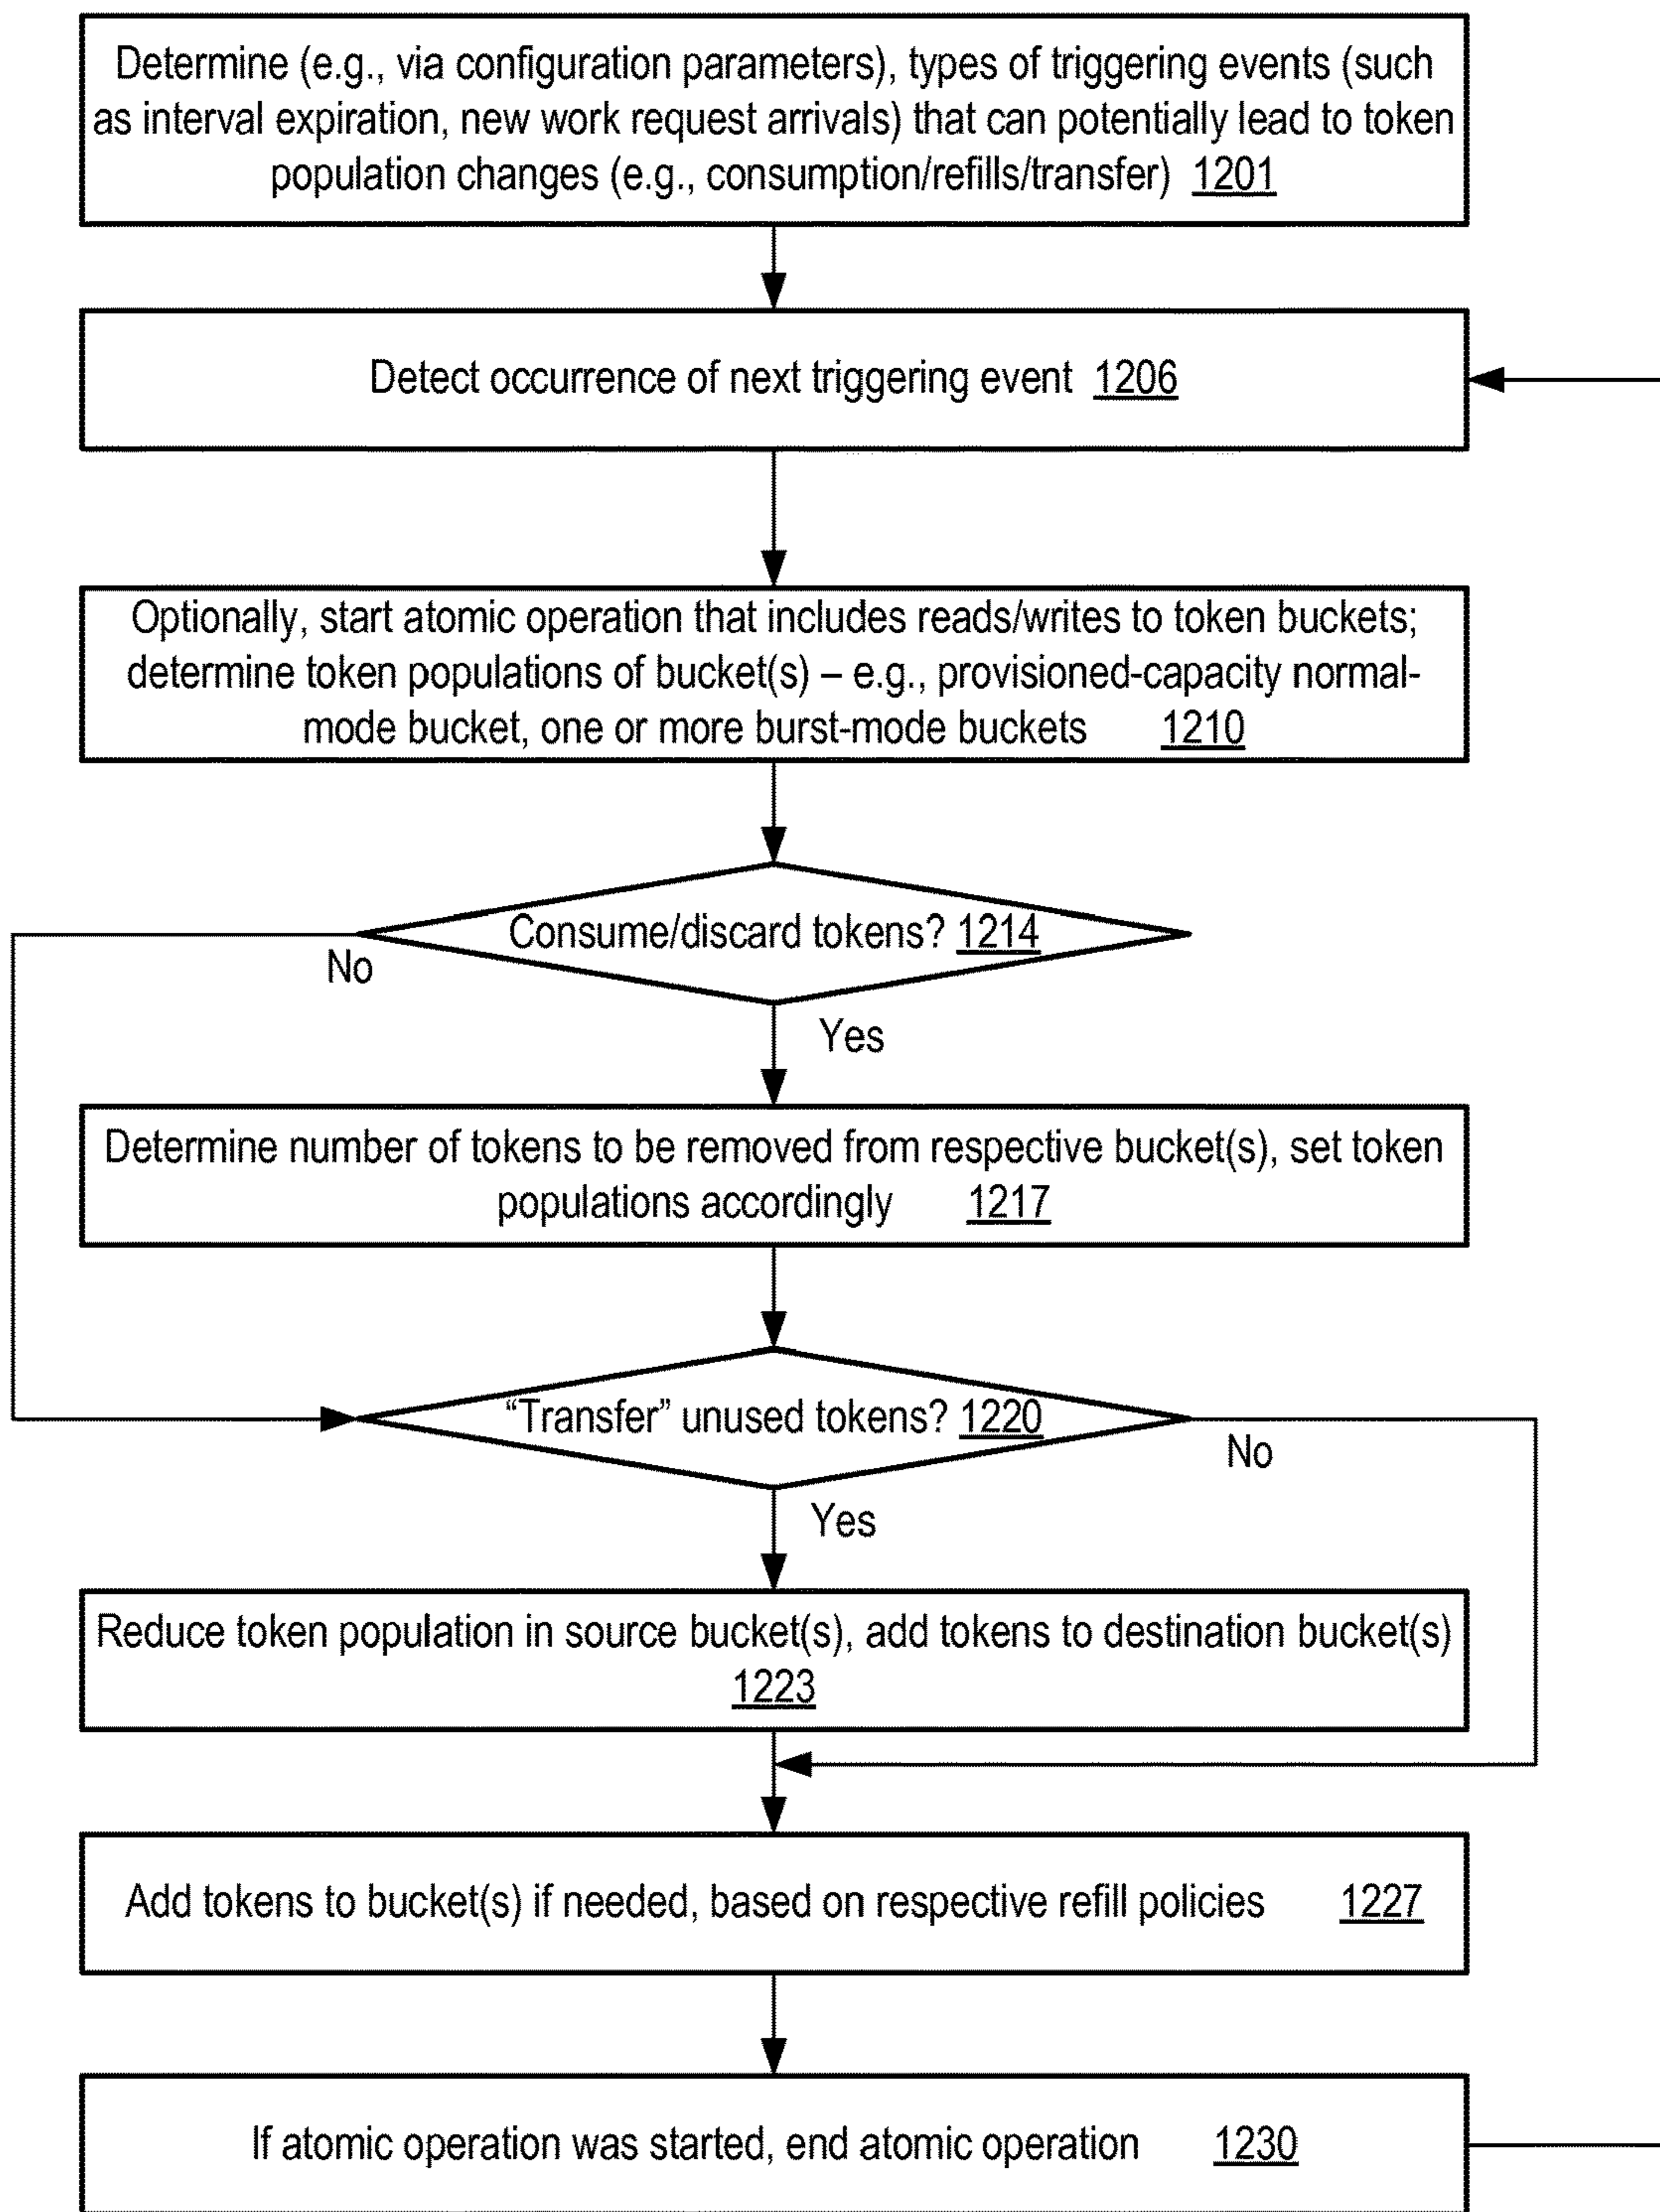 Determine (e.g., via configuration parameters), types of triggering events (such
as interval expiration, new work request arrivals) that can potentially lead to token
population changes (e.g., consumption/refills/transfer) 1201
Detect occurrence of next triggering event 1206
Optionally, start atomic operation that includes reads/writes to token buckets;
determine token populations of bucket(s) – e.g., provisioned-capacity normal-
mode bucket, one or more burst-mode buckets 1210
Consume/discard tokens? 1214
No
Yes
Determine number of tokens to be removed from respective bucket(s), set token
populations accordingly 1217
“Transfer” unused tokens? 1220
No
Yes
Reduce token population in source bucket(s), add tokens to destination bucket(s)
1223
Add tokens to bucket(s) if needed, based on respective refill policies 1227
If atomic operation was started, end atomic operation 1230